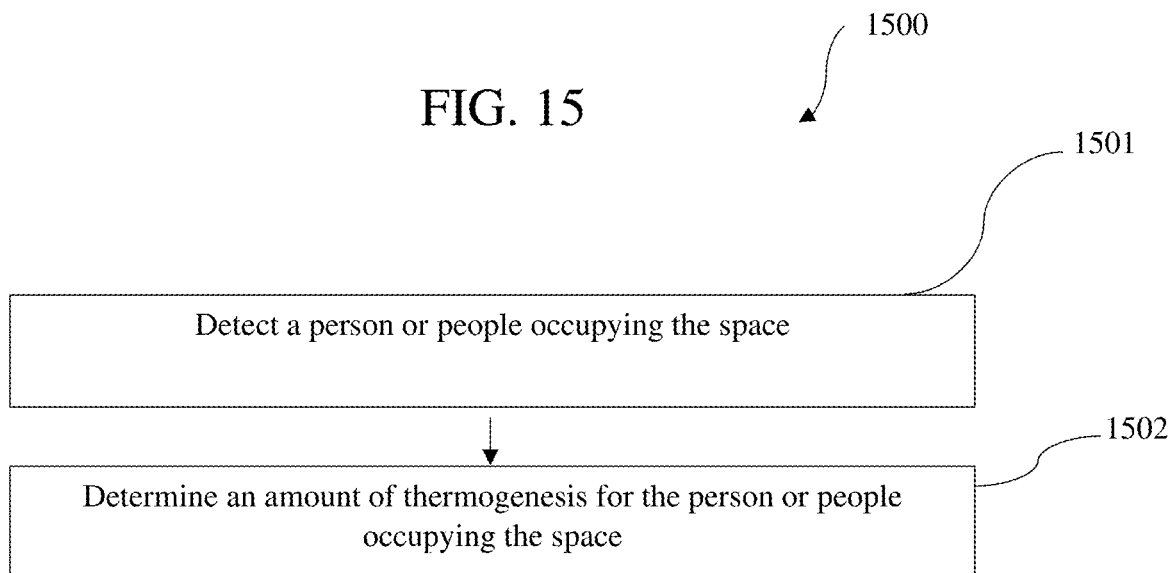 1500
FIG. 15
1501
Detect a person or people occupying the space
1502
Determine an amount of thermogenesis for the person or people
occupying the space